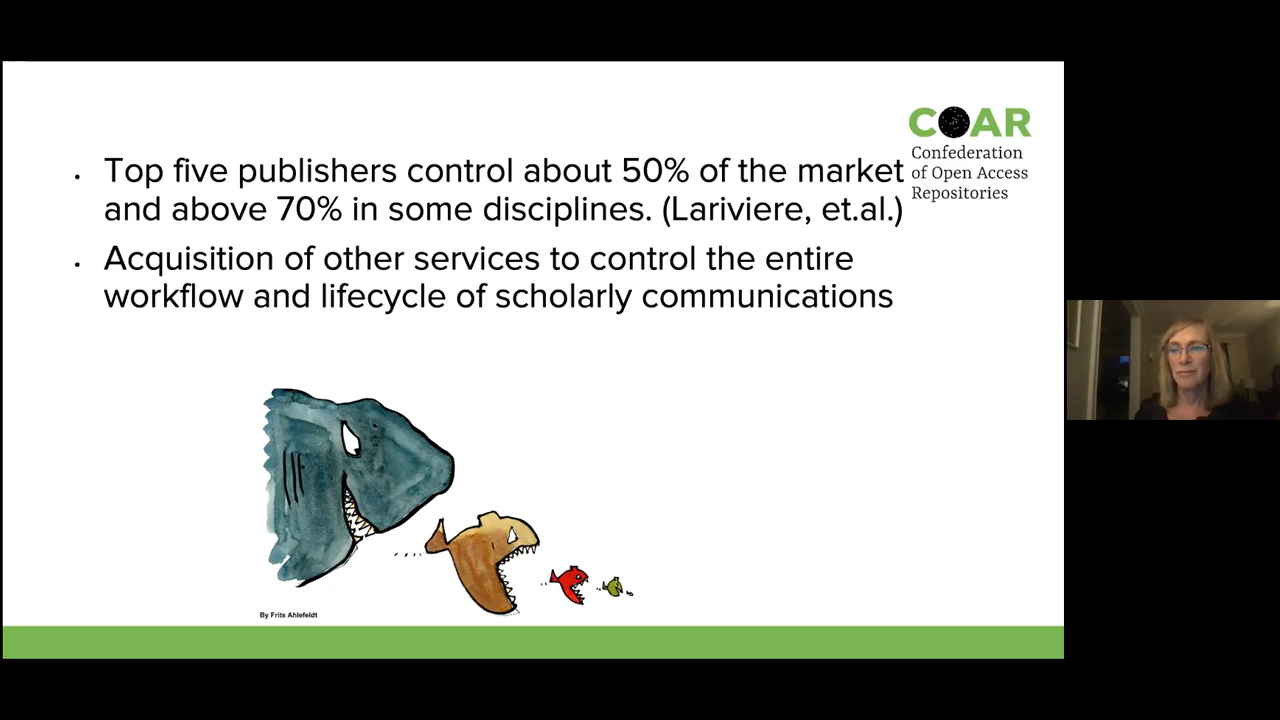 COAR
Confederation
of Open Access
Repositories
• Top five publishers control about 50% of the market
and above 70% in some disciplines. (Lariviere, et.al.)
• Acquisition of other services to control the entire
workflow and lifecycle of scholarly communications
By Frits Ahlefeldt